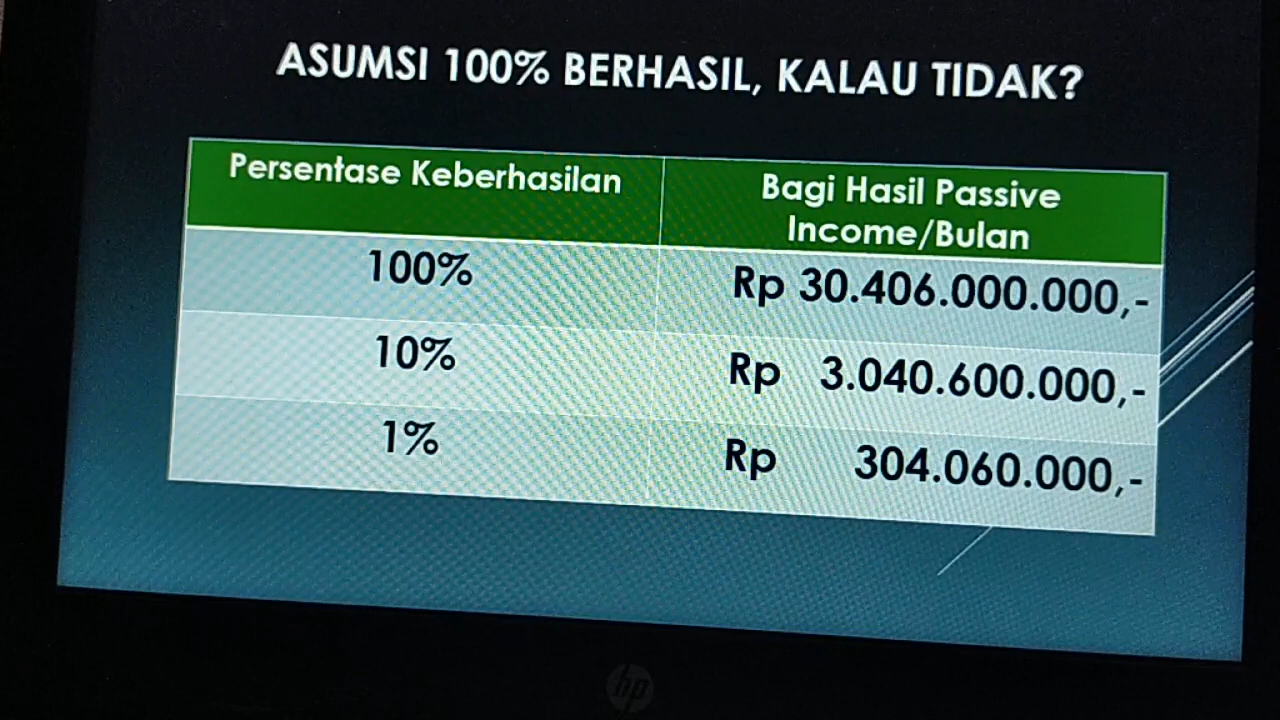 ASUMSI 100% BERHASIL, KALAU TIDAK?
Persentase Keberhasilan
Bagi Hasil Passive
Income/Bulan
100%
Rp 30.406.000.000,-
10%
Rp 3.040.600.000,-
1%
Rp 304.060.000,-
hp